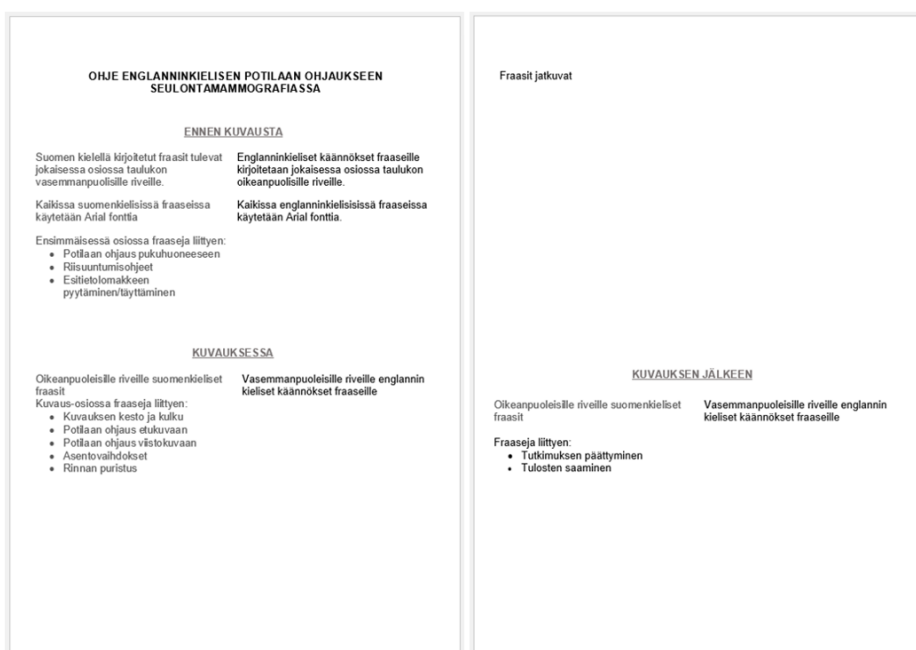 OHJE ENGLANNINKIELISEN POTILAAN OHJAUKSEEN
SEULONTAMAMMOGRAFIASSA
ENNEN KUVAUSTA
Suomen kielellä kirjoitetut fraasit tulevat
jokaisessa osiossa taulukon
vasemmanpuolisille riveille.
Englanninkieliset käännökset fraaseille
kirjoitetaan jokaisessa osiossa taulukon
oikeanpuolisille riveille.
Kaikissa suomenkielisissä fraaseissa
käytetään Arial fonttia
Kaikissa englanninkielisisissä fraaseissa
käytetään Arial fonttia.
Ensimmäisessä osiossa fraaseja liittyen:
• Potilaan ohjaus pukuhuoneeseen
• Riisuuntumisohjeet
• Esitietolomakkeen
pyytäminen/täyttäminen
KUVAUKSESSA
Oikeanpuoleisille riveille suomenkieliset
fraasit
Vasemmanpuoleisille riveille englannin
kieliset käännökset fraaseille
Kuvaus-osiossa fraaseja liittyen:
• Kuvauksen kesto ja kulku
• Potilaan ohjaus etukuvaan
• Potilaan ohjaus viistokuvaan
• Asentovaihdokset
• Rinnan puristus
Fraasit jatkuvat
KUVAUKSEN JÄLKEEN
Oikeanpuoleisille riveille suomenkieliset
fraasit
Vasemmanpuoleisille riveille englannin
kieliset käännökset fraaseille
Fraaseja liittyen:
• Tutkimuksen päättyminen
• Tulosten saaminen